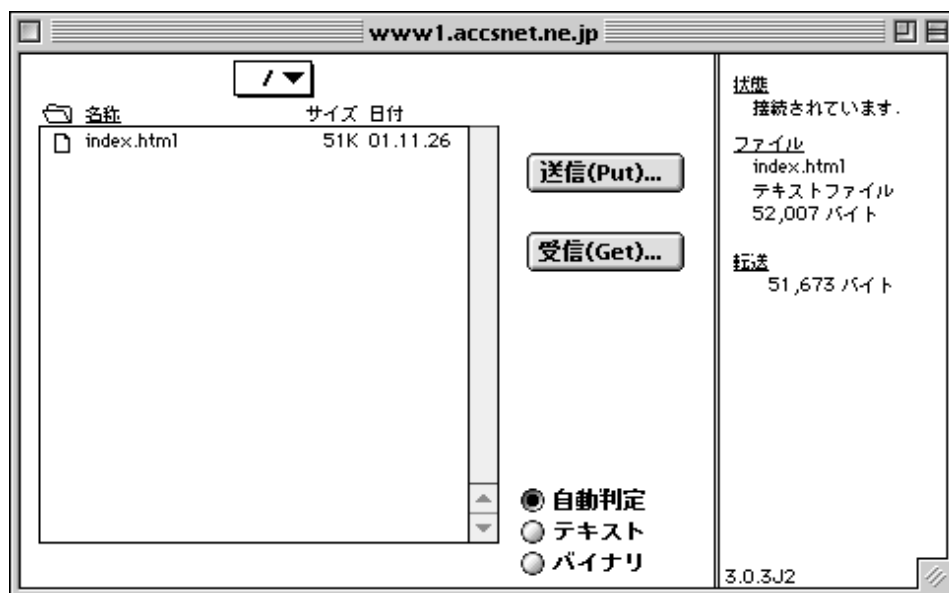 www1.accsnet.ne.jp
/
名称 サイズ 日付
index.html 51K 01.11.26
送信(Put)...
受信(Get)...
自動判定
テキスト
バイナリ
状態
接続されています.
ファイル
index.html
テキストファイル
52,007 バイト
転送
51,673 バイト
3.0.3J2